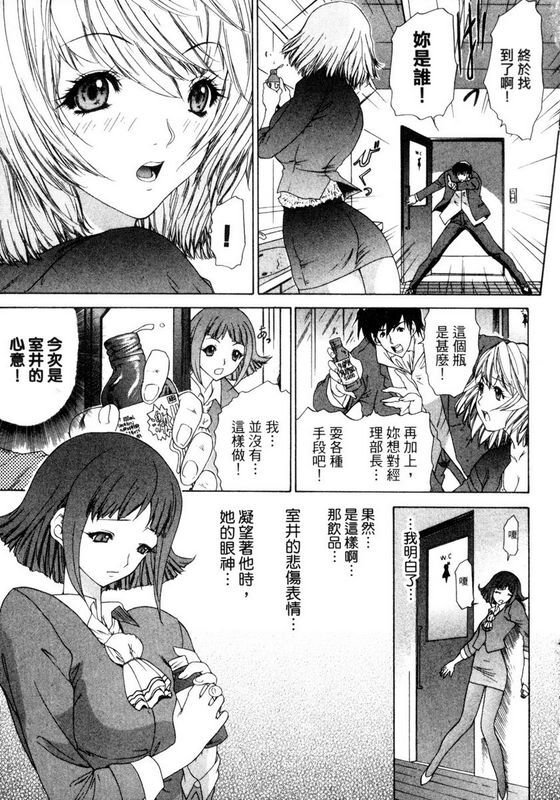 終於找
到了啊！
妳是誰！
！
這個瓶
是甚麼！
再加上，
妳想對經
理部長，
耍各種
手段吧！
我⋯
並沒有⋯
這樣做！
今次是
室井的
心意！
嗄
W.C
嗄
⋯我明白了⋯
果然⋯
是這樣啊⋯
那飲品⋯
室井的悲傷表情⋯
凝望著他時，
她的眼神⋯